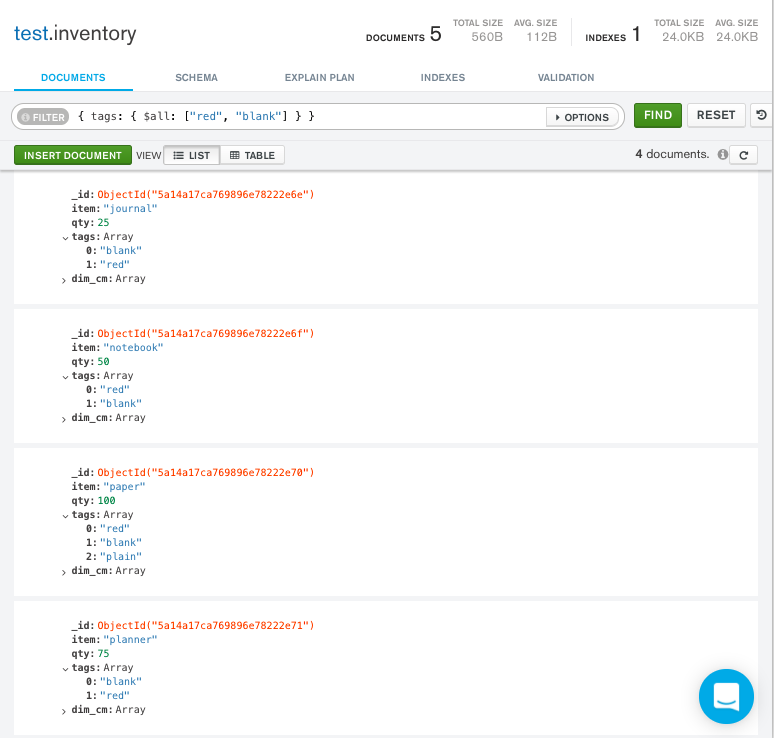 test.inventory
DOCUMENTS 5 TOTAL SIZE 560B AVG. SIZE 112B INDEXES 1 TOTAL SIZE 24.0KB AVG. SIZE 24.0KB
DOCUMENTS SCHEMA EXPLAIN PLAN INDEXES VALIDATION
FILTER { tags: { $all: ["red", "blank"] } } OPTIONS FIND RESET
INSERT DOCUMENT VIEW LIST TABLE 4 documents.
_id: ObjectId("5a14a17ca769896e78222e6e")
item: "journal"
qty: 25
tags: Array
0: "blank"
1: "red"
dim_cm: Array
_id: ObjectId("5a14a17ca769896e78222e6f")
item: "notebook"
qty: 50
tags: Array
0: "red"
1: "blank"
dim_cm: Array
_id: ObjectId("5a14a17ca769896e78222e70")
item: "paper"
qty: 100
tags: Array
0: "red"
1: "blank"
2: "plain"
dim_cm: Array
_id: ObjectId("5a14a17ca769896e78222e71")
item: "planner"
qty: 75
tags: Array
0: "blank"
1: "red"
dim_cm: Array